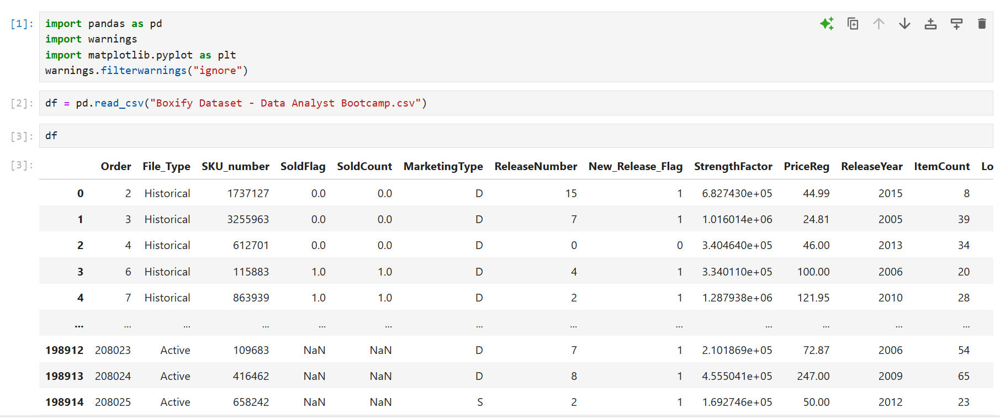 [1]: import pandas as pd
import warnings
import matplotlib.pyplot as plt
warnings.filterwarnings("ignore")
[2]: df = pd.read_csv("Boxify Dataset - Data Analyst Bootcamp.csv")
[3]: df
[3]: Order File_Type SKU_number SoldFlag SoldCount MarketingType ReleaseNumber New_Release_Flag StrengthFactor PriceReg ReleaseYear ItemCount Lo
0 2 Historical 1737127 0.0 0.0 D 15 1 6.827430e+05 44.99 2015 8
1 3 Historical 3255963 0.0 0.0 D 7 1 1.016014e+06 24.81 2005 39
2 4 Historical 612701 0.0 0.0 D 0 0 3.404640e+05 46.00 2013 34
3 6 Historical 115883 1.0 1.0 D 4 1 3.340110e+05 100.00 2006 20
4 7 Historical 863939 1.0 1.0 D 2 1 1.287938e+06 121.95 2010 28
... ... ... ... ... ... ... ... ... ... ... ... ...
198912 208023 Active 109683 NaN NaN D 7 1 2.101869e+05 72.87 2006 54
198913 208024 Active 416462 NaN NaN D 8 1 4.555041e+05 247.00 2009 65
198914 208025 Active 658242 NaN NaN S 2 1 1.692746e+05 50.00 2012 23